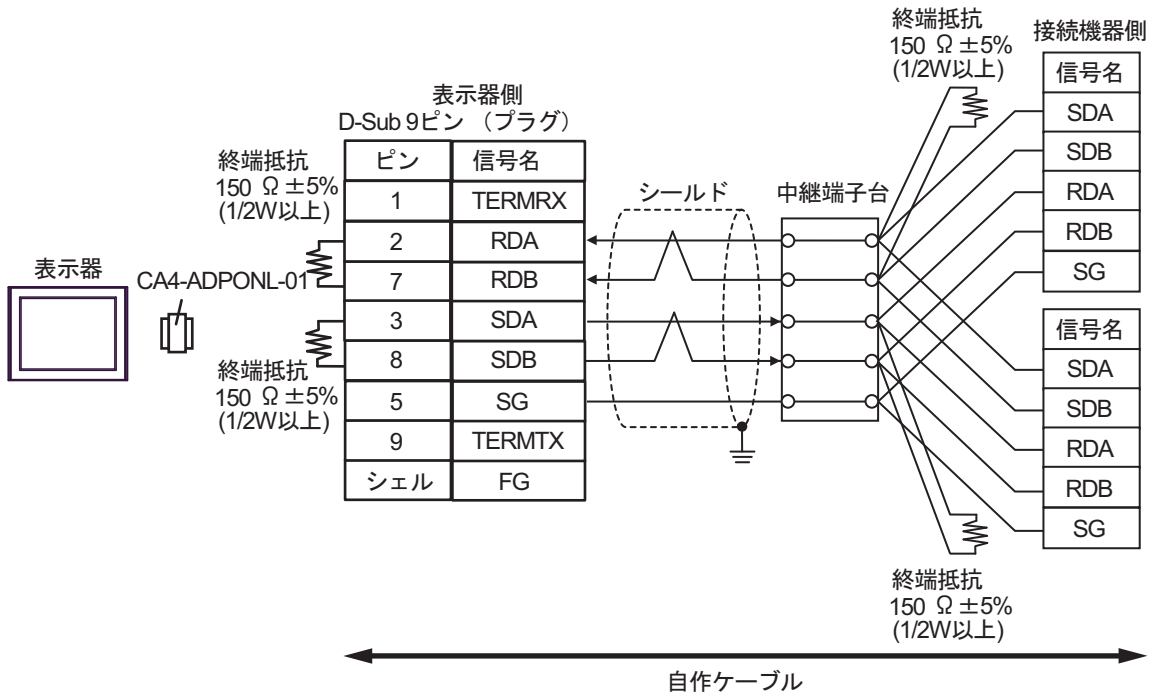 終端抵抗
150 Ω ±5%
(1/2W以上)
接続機器側
信号名
SDA
SDB
RDA
RDB
SG
表示器側
D-Sub 9ピン (プラグ)
ピン 信号名
1 TERMRX
2 RDA
7 RDB
3 SDA
8 SDB
5 SG
9 TERMTX
シェル FG
終端抵抗
150 Ω ±5%
(1/2W以上)
シールド
中継端子台
表示器
CA4-ADPONL-01
終端抵抗
150 Ω ±5%
(1/2W以上)
信号名
SDA
SDB
RDA
RDB
SG
終端抵抗
150 Ω ±5%
(1/2W以上)
自作ケーブル